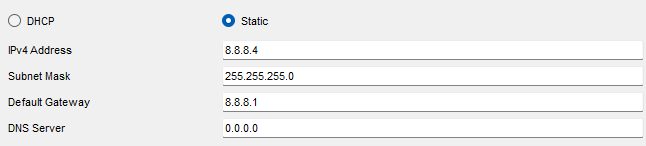 DHCP Static
IPv4 Address 8.8.8.4
Subnet Mask 255.255.255.0
Default Gateway 8.8.8.1
DNS Server 0.0.0.0